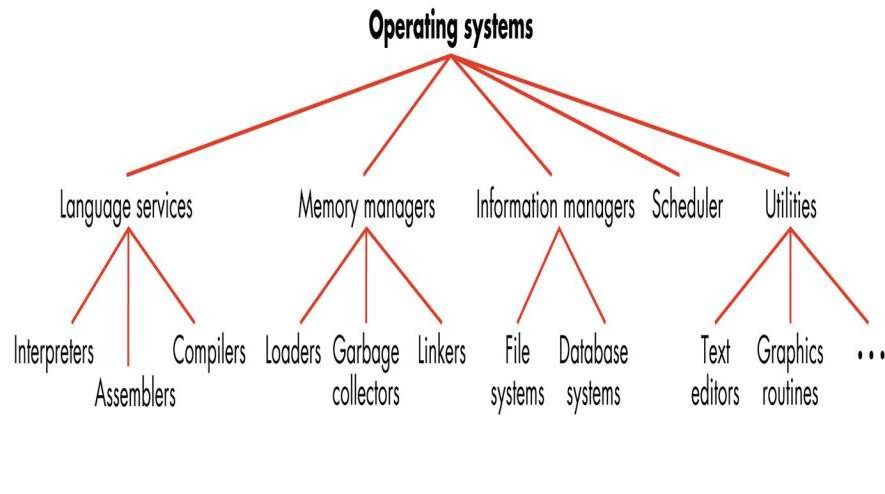 Operating systems
Language services
Memory managers
Information managers
Scheduler
Utilities
Interpreters
Assemblers
Compilers
Loaders
Garbage
collectors
Linkers
File
systems
Database
systems
Text
editors
Graphics
routines
...